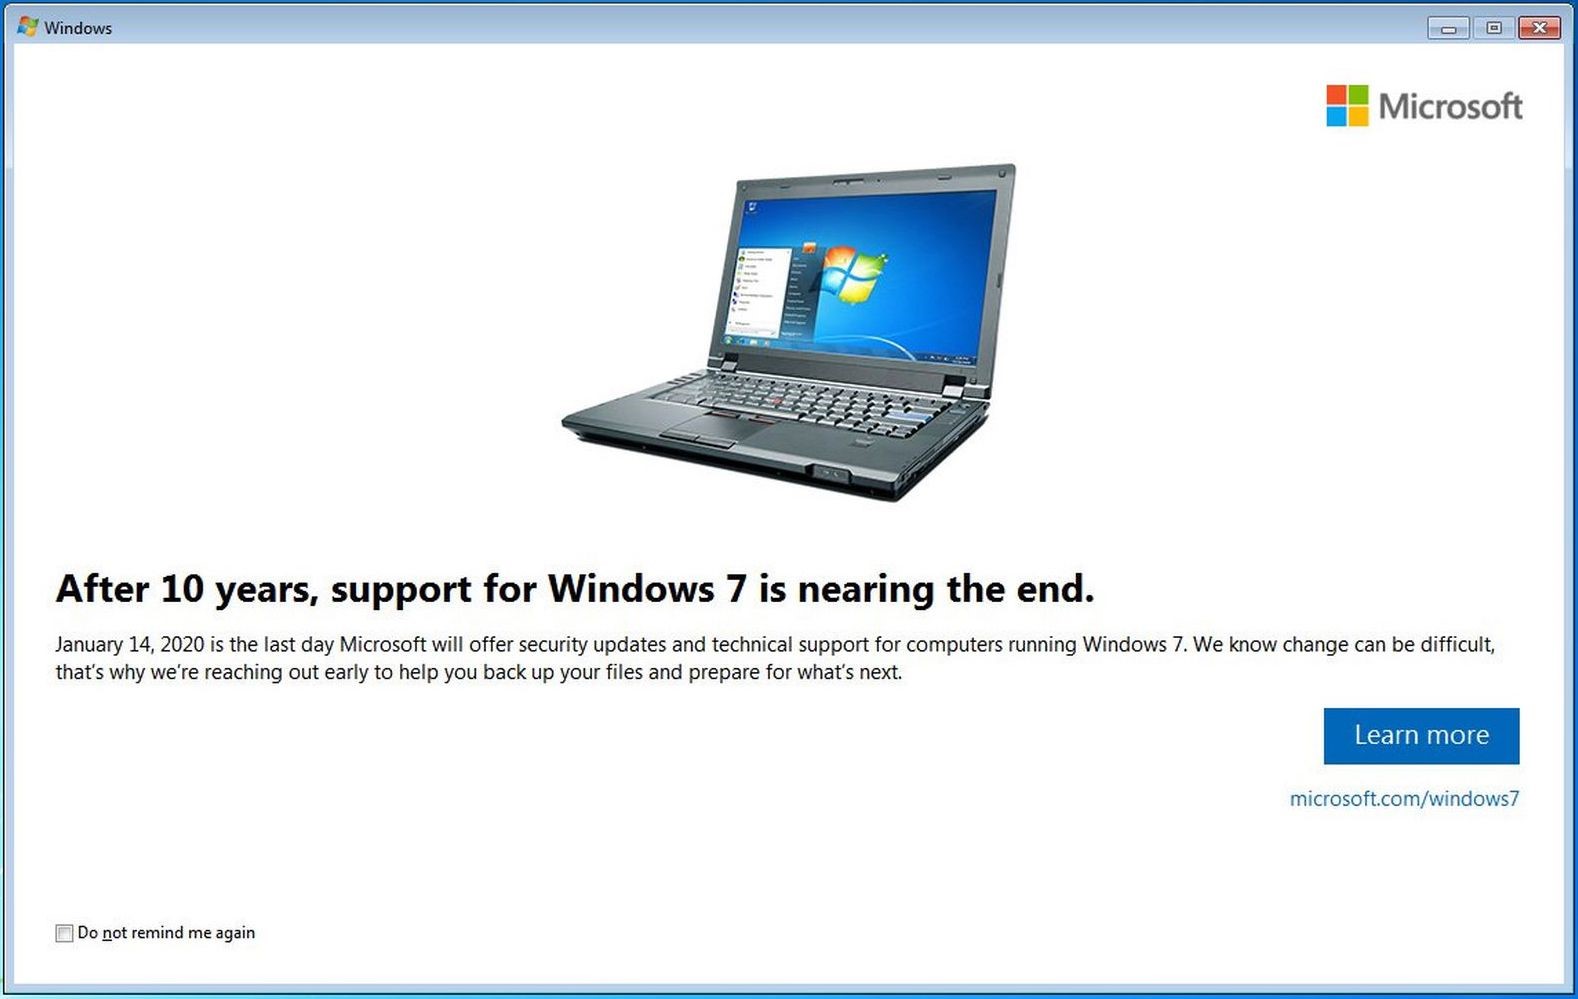 Windows
Microsoft
After 10 years, support for Windows 7 is nearing the end.
January 14, 2020 is the last day Microsoft will offer security updates and technical support for computers running Windows 7. We know change can be difficult,
that’s why we’re reaching out early to help you back up your files and prepare for what’s next.
Learn more
microsoft.com/windows7
Do not remind me again